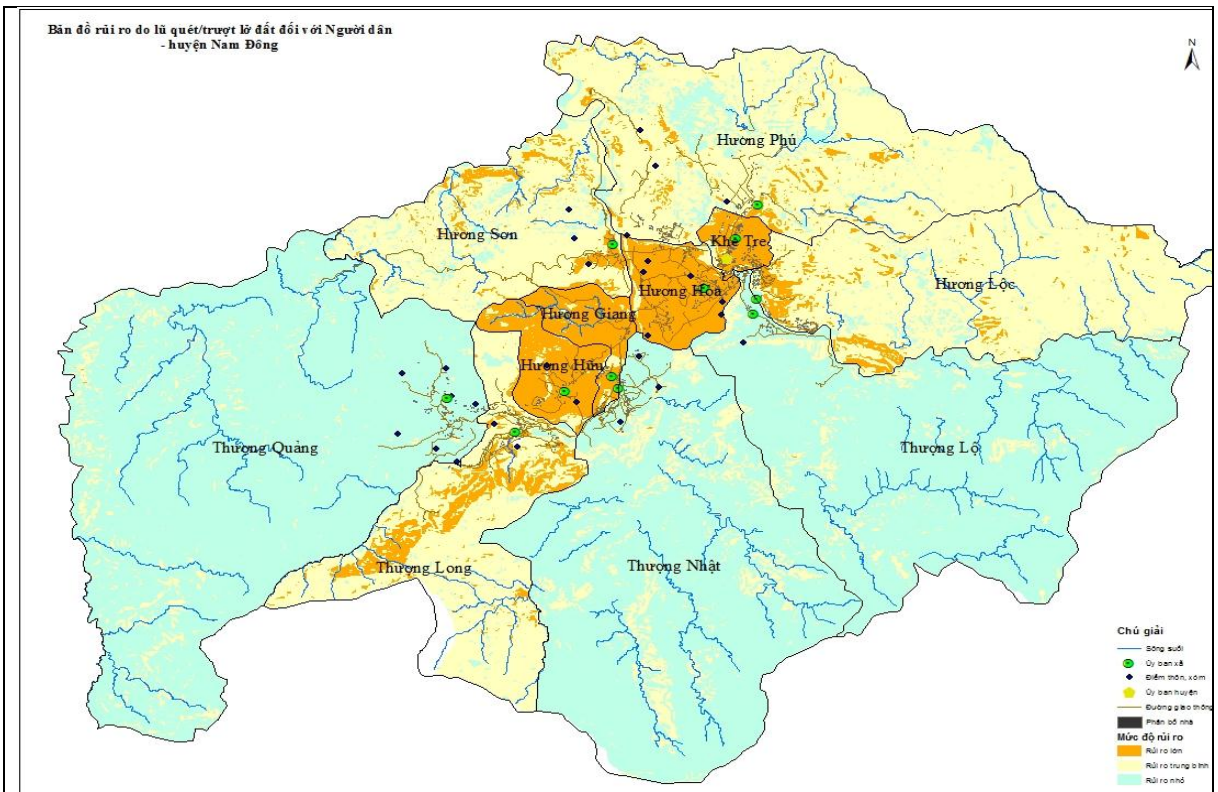 Bản đồ rủi ro do lũ quét/trượt lở đất đối với Người dân
- huyện Nam Đông
N
Hương Phú
Hương Sơn
Khe Tre
Hương Lộc
Hương Hòa
Hương Giang
Hương Hữu
Thượng Quảng
Thượng Lộ
Thượng Long
Thượng Nhật
Chú giải
Sông suối
Ủy ban xã
Điểm thôn, xóm
Ủy ban huyện
Đường giao thông
Phân bố nhà
Mức độ rủi ro
Rủi ro lớn
Rủi ro trung bình
Rủi ro nhỏ